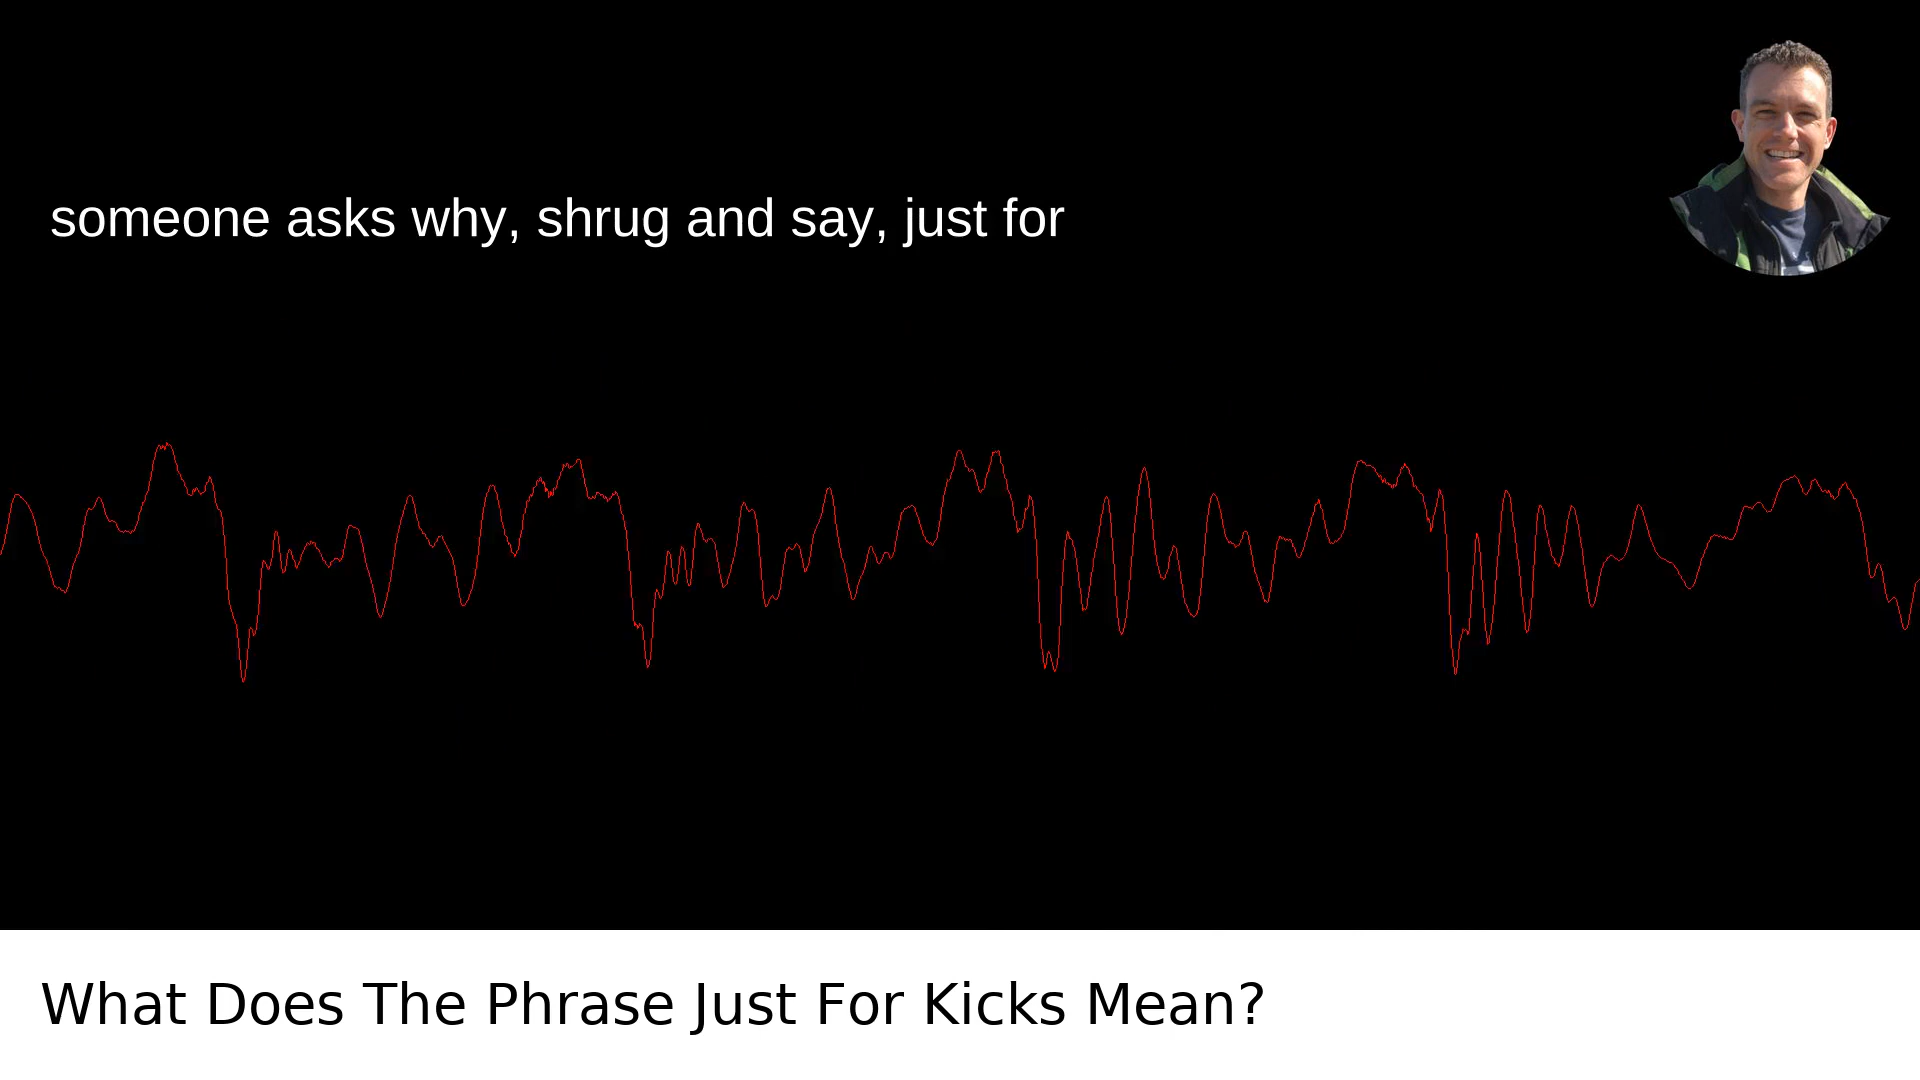 someone asks why, shrug and say, just for
What Does The Phrase Just For Kicks Mean?